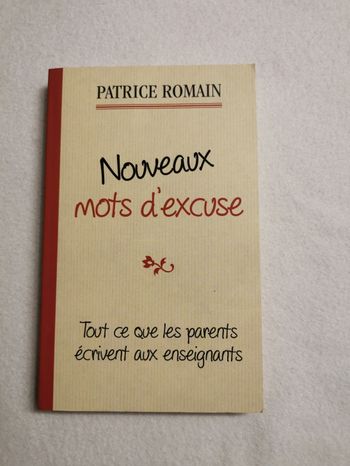 PATRICE ROMAIN
Nouveaux
mots d'excuse
Tout ce que les parents
écrivent aux enseignants